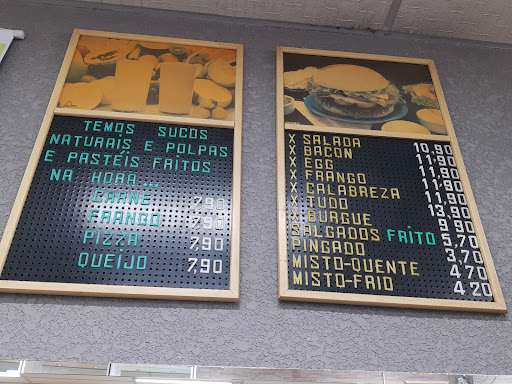 TEMOS SUCOS
NATURAIS E POLPAS
E PASTÉIS FRITOS
NA HORA...
CARNE 7,90
FRANGO 7,90
PIZZA 7,90
QUEIJO 7,90
X SALADA 10,90
X BACON 11,90
X EGG 11,90
X FRANGO 11,90
X CALABREZA 11,90
X TUDO 13,90
X BURGUE 9,90
SALGADOS FRITO 5,70
PINGADO 3,70
MISTO-QUENTE 4,70
MISTO-FRIO 4,20